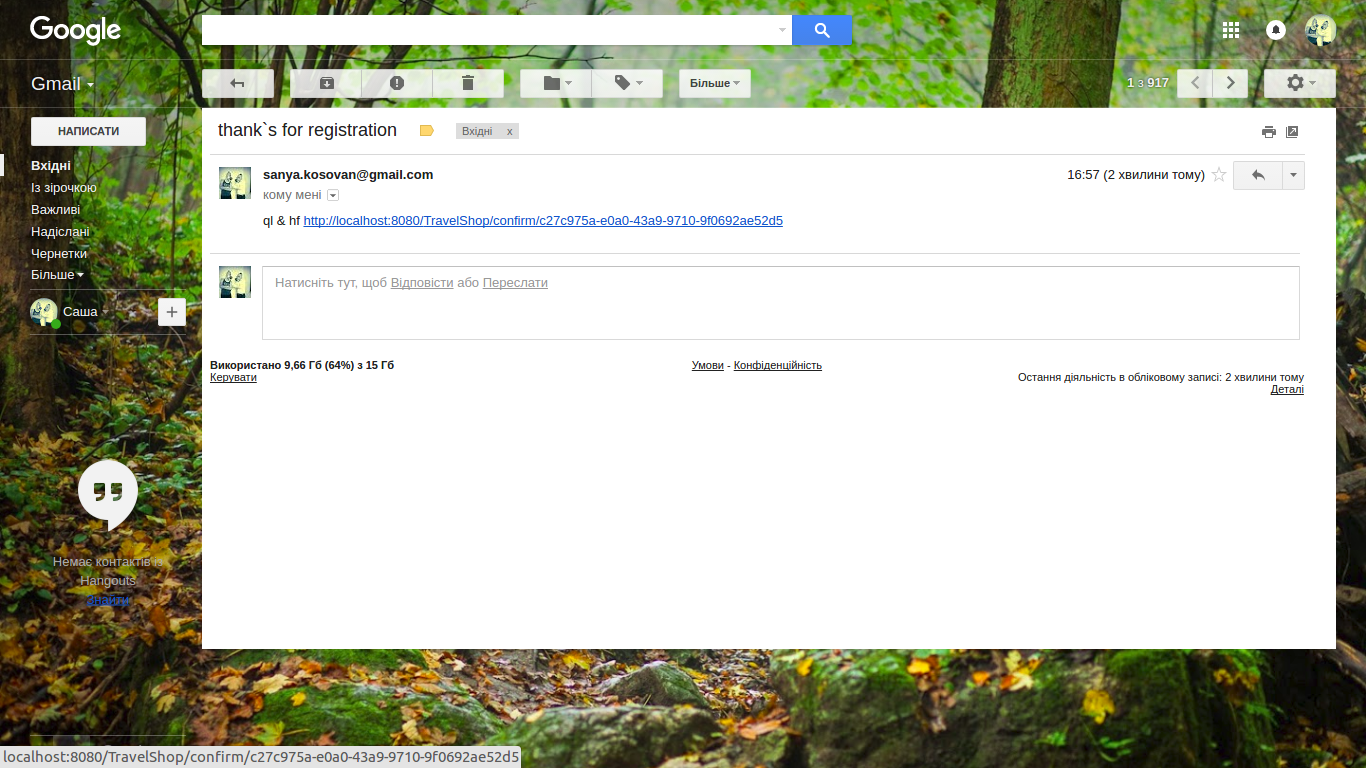 Google
Gmail
Більше
1 з 917
НАПИСАТИ
Вхідні
Із зірочкою
Важливі
Надіслані
Чернетки
Більше
Саша
Немає контактів із
Hangouts
Знайти
thank`s for registration
Вхідні x
sanya.kosovan@gmail.com
16:57 (2 хвилини тому)
кому мені
ql & hf http://localhost:8080/TravelShop/confirm/c27c975a-e0a0-43a9-9710-9f0692ae52d5
Натисніть тут, щоб Відповісти або Переслати
Використано 9,66 Гб (64%) з 15 Гб
Керувати
Умови - Конфіденційність
Остання діяльність в обліковому записі: 2 хвилини тому
Деталі
localhost:8080/TravelShop/confirm/c27c975a-e0a0-43a9-9710-9f0692ae52d5